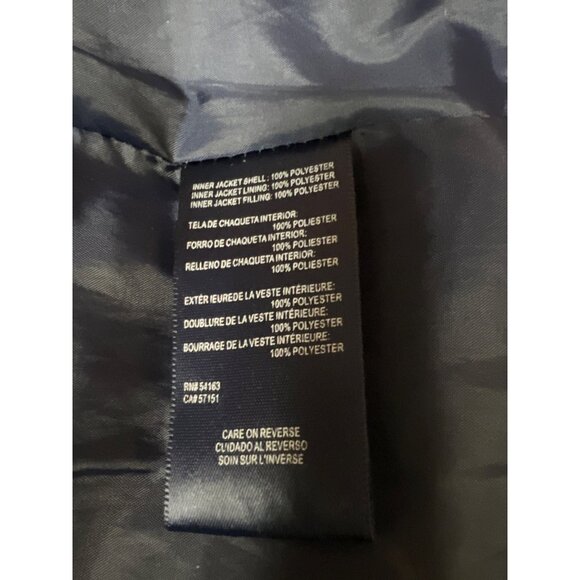 INNER JACKET SHELL: 100% POLYESTER
INNER JACKET LINING: 100% POLYESTER
INNER JACKET FILLING: 100% POLYESTER
TELA DE CHAQUETA INTERIOR:
100% POLIESTER
FORRO DE CHAQUETA INTERIOR:
100% POLIESTER
RELLENO DE CHAQUETA INTERIOR:
100% POLIESTER
EXTÉRIEURE DE LA VESTE INTÉRIEURE:
100% POLYESTER
DOUBLURE DE LA VESTE INTÉRIEURE:
100% POLYESTER
BOURRAGE DE LA VESTE INTÉRIEURE:
100% POLYESTER
RN# 54163
CA# 57151
CARE ON REVERSE
CUIDADO AL REVERSO
SOIN SUR L'INVERSE